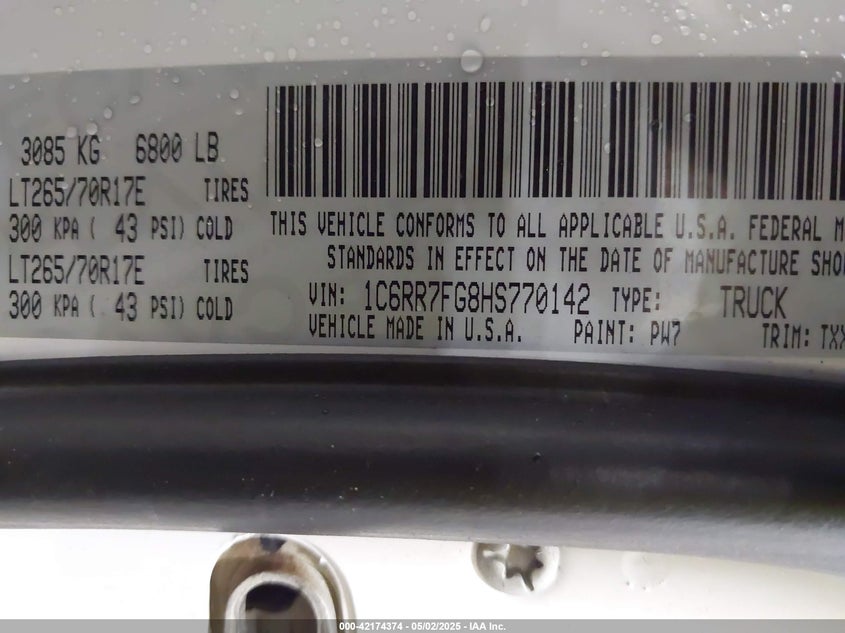 3085 KG 6800 LB
LT265/70R17E TIRES
300 KPA ( 43 PSI) COLD
LT265/70R17E TIRES
300 KPA ( 43 PSI) COLD
THIS VEHICLE CONFORMS TO ALL APPLICABLE U.S.A. FEDERAL M
STANDARDS IN EFFECT ON THE DATE OF MANUFACTURE SHO
VIN: 1C6RR7FG8HS770142 TYPE: TRUCK
VEHICLE MADE IN U.S.A. PAINT: PW7 TRIM: TXX
000-42174374 - 05/02/2025 - IAA Inc.